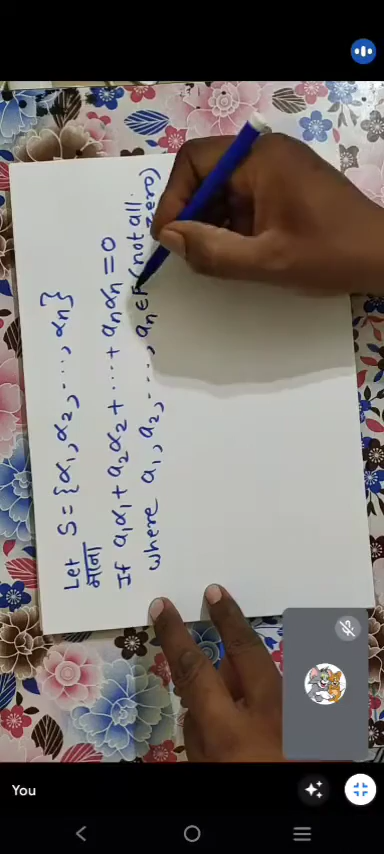 Let S = {α₁, α₂, ..., αₙ}
माना
If a₁α₁ + a₂α₂ + ... + aₙαₙ = 0
where a₁, a₂, ..., aₙ ∈ F (not all
zero)
You